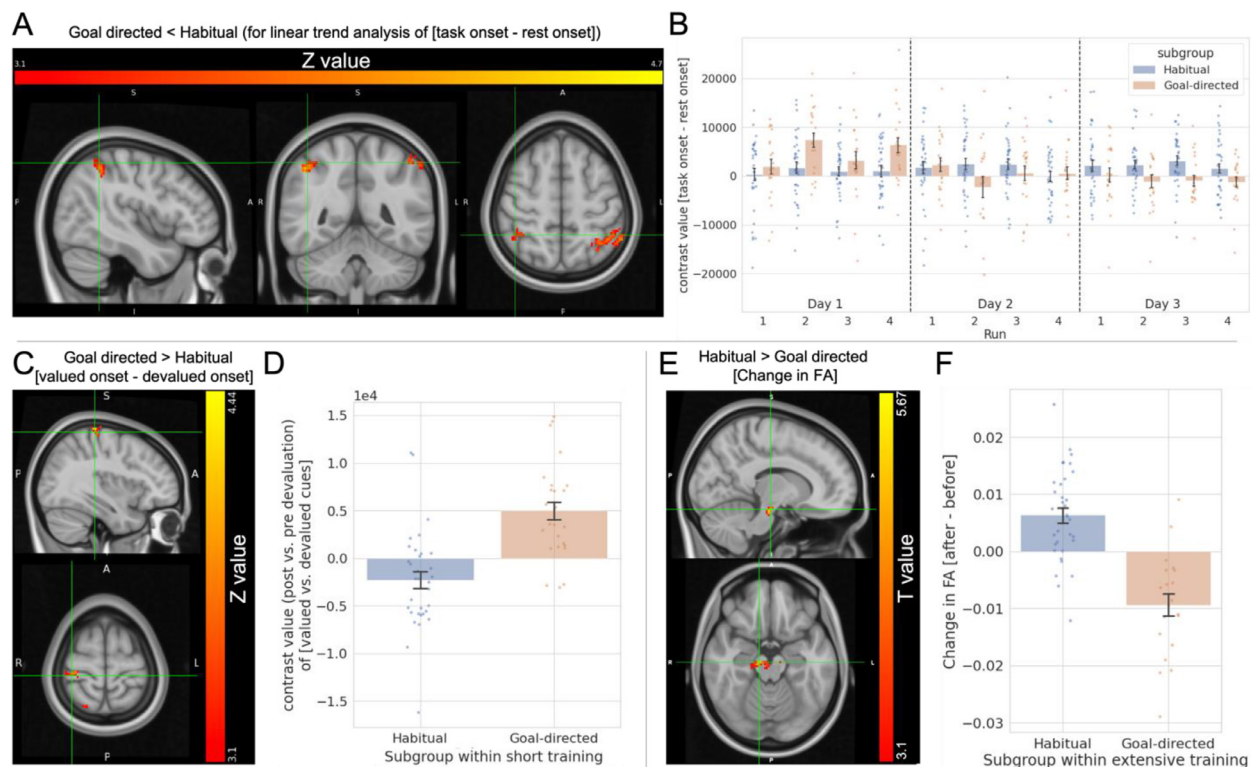 A
Goal directed < Habitual (for linear trend analysis of [task onset - rest onset])
3.1
Z value
4.7
S
S
A
P
A
R
L
R
L
I
I
B
contrast value [task onset - rest onset]
20000
10000
0
−10000
−20000
subgroup
Habitual
Goal-directed
Day 1
Day 2
Day 3
1
2
3
4
1
2
3
4
1
2
3
4
Run
C
Goal directed > Habitual
[valued onset - devalued onset]
S
P
A
A
R
L
P
4.44
Z value
3.1
D
contrast value (post vs. pre devaluation)
of [valued vs. devalued cues]
1e4
1.5
1.0
0.5
0.0
−0.5
−1.0
−1.5
Habitual
Goal-directed
Subgroup within short training
E
Habitual > Goal directed
[Change in FA]
S
P
A
R
L
P
5.67
T value
3.1
F
Change in FA [after - before]
0.02
0.01
0.00
−0.01
−0.02
−0.03
Habitual
Goal-directed
Subgroup within extensive training